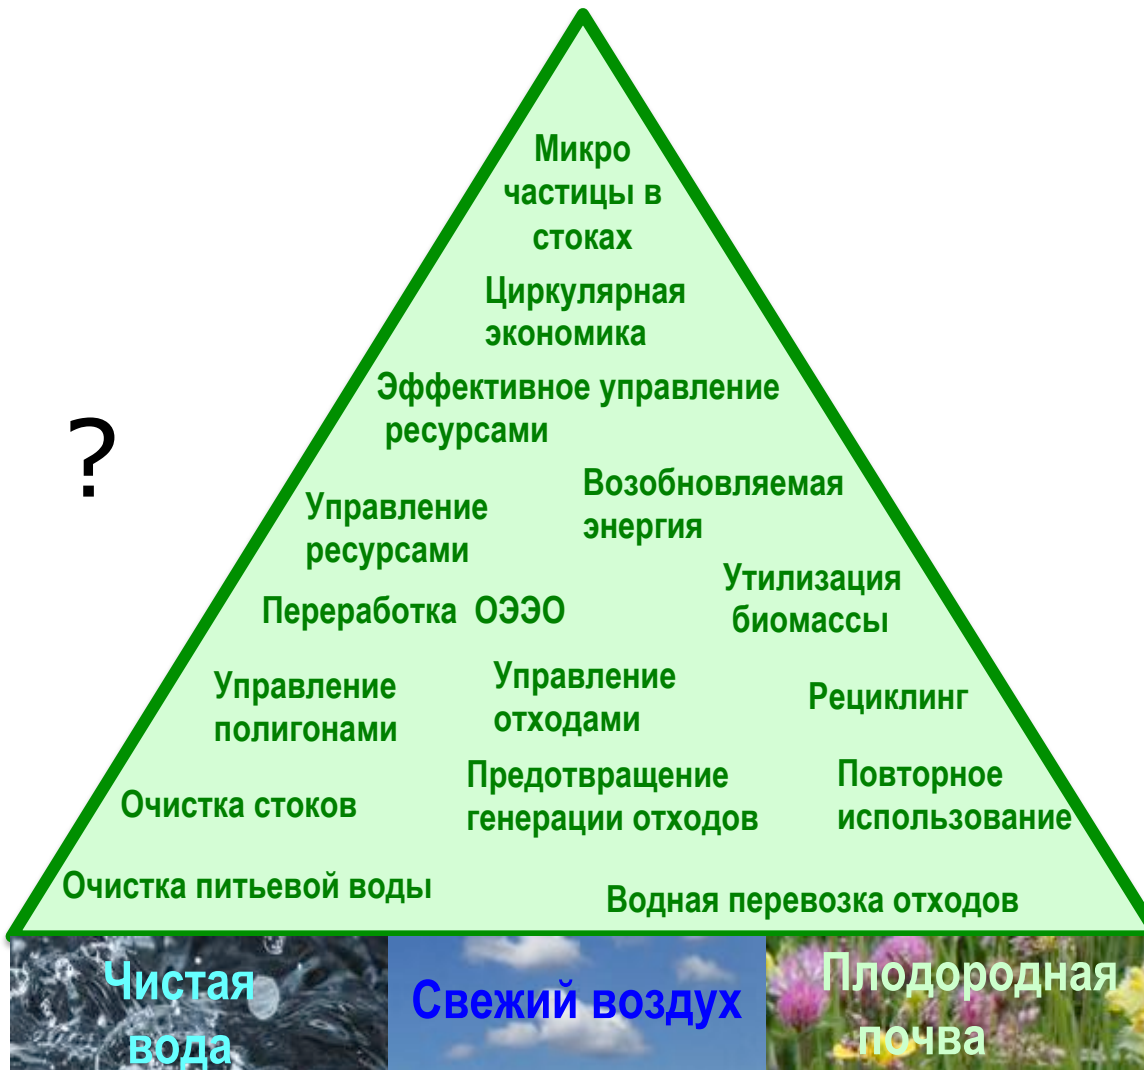 Микро
частицы в
стоках
Циркулярная
экономика
Эффективное управление
ресурсами
?
Возобновляемая
энергия
Управление
ресурсами
Утилизация
биомассы
Переработка ОЭЭО
Управление
полигонами
Управление
отходами
Рециклинг
Очистка стоков
Предотвращение
генерации отходов
Повторное
использование
Очистка питьевой воды
Водная перевозка отходов
Чистая
вода
Свежий воздух
Плодородная
почва